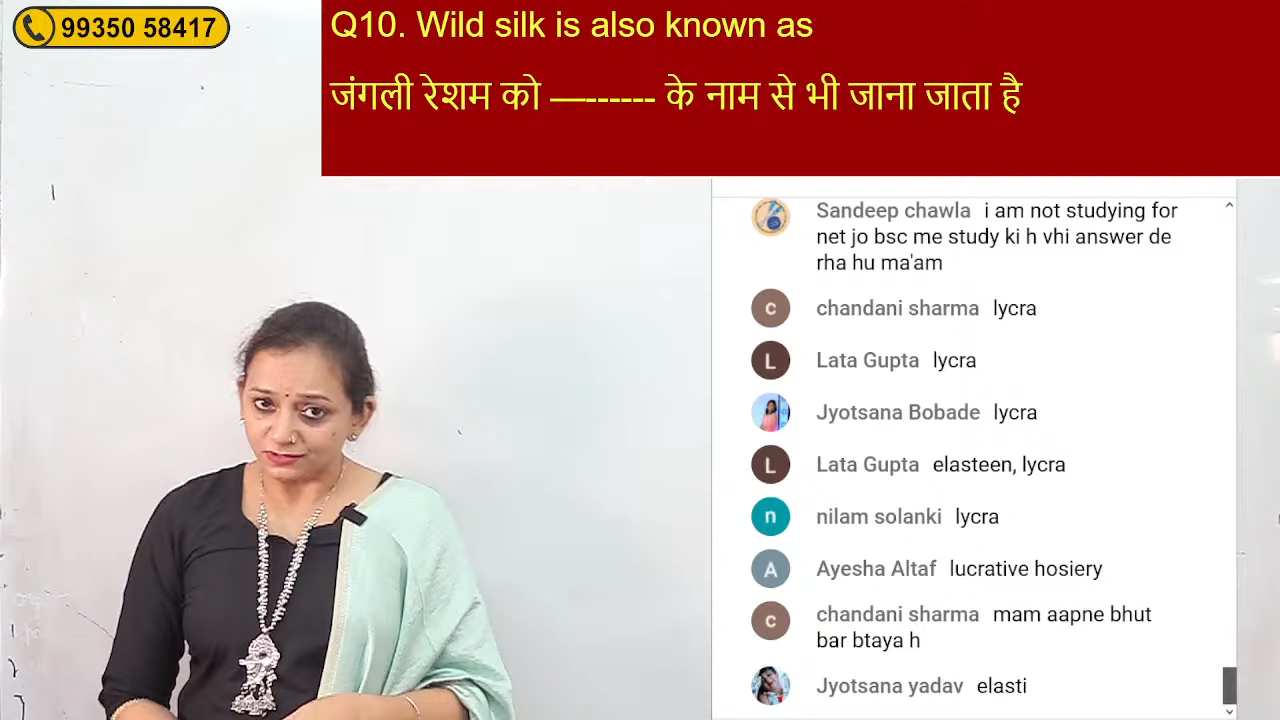 99350 58417
Q10. Wild silk is also known as
जंगली रेशम को —------ के नाम से भी जाना जाता है
Sandeep chawla i am not studying for
net jo bsc me study ki h vhi answer de
rha hu ma'am
c chandani sharma lycra
L Lata Gupta lycra
Jyotsana Bobade lycra
L Lata Gupta elasteen, lycra
n nilam solanki lycra
A Ayesha Altaf lucrative hosiery
c chandani sharma mam aapne bhut
bar btaya h
Jyotsana yadav elasti